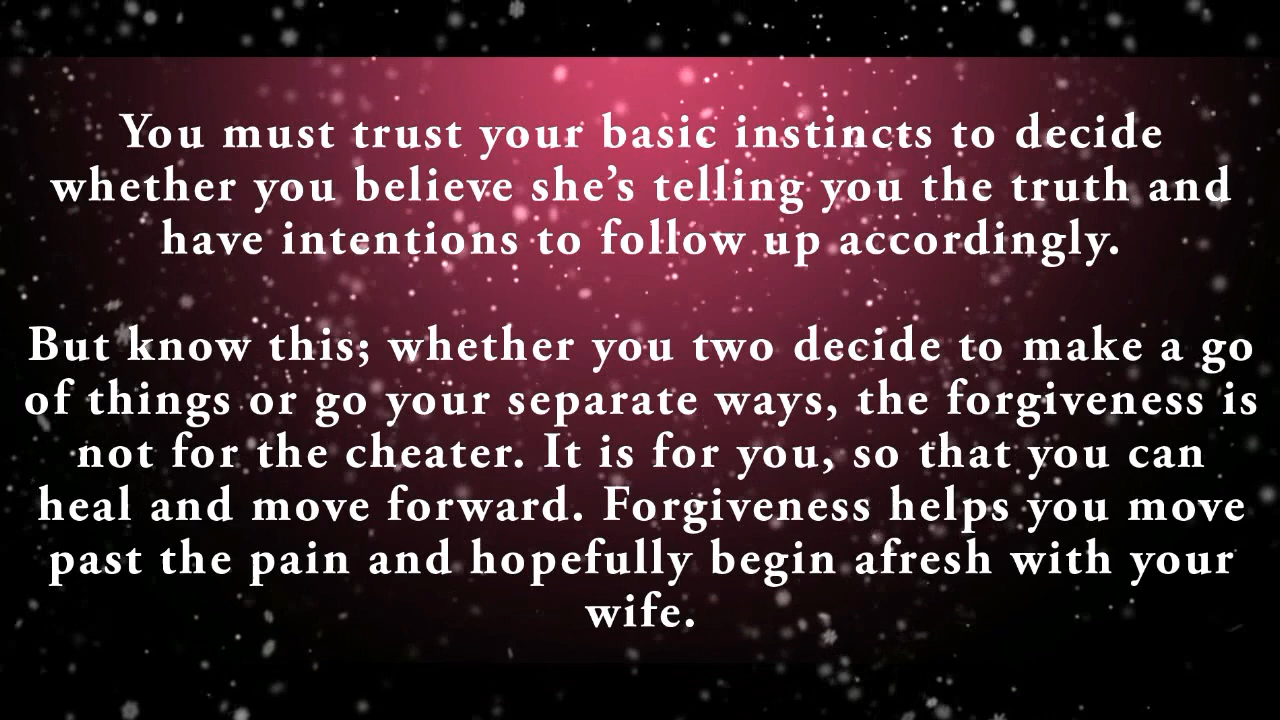 You must trust your basic instincts to decide
whether you believe she’s telling you the truth and
have intentions to follow up accordingly.
But know this; whether you two decide to make a go
of things or go your separate ways, the forgiveness is
not for the cheater. It is for you, so that you can
heal and move forward. Forgiveness helps you move
past the pain and hopefully begin afresh with your
wife.